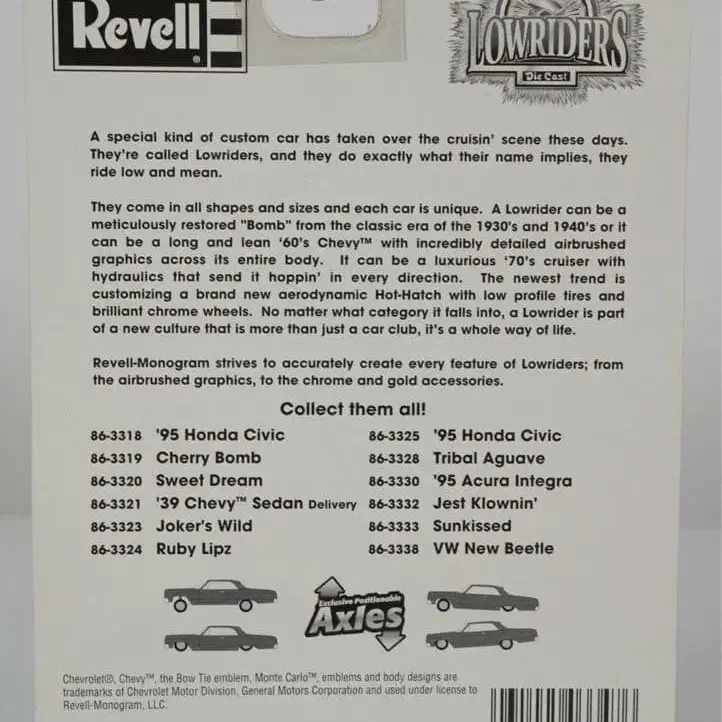 Revell®
LOWRIDERS
Die Cast
A special kind of custom car has taken over the cruisin' scene these days.
They're called Lowriders, and they do exactly what their name implies, they
ride low and mean.
They come in all shapes and sizes and each car is unique. A Lowrider can be a
meticulously restored "Bomb" from the classic era of the 1930's and 1940's or it
can be a long and lean '60's Chevy™ with incredibly detailed airbrushed
graphics across its entire body. It can be a luxurious '70's cruiser with
hydraulics that send it hoppin' in every direction. The newest trend is
customizing a brand new aerodynamic Hot-Hatch with low profile tires and
brilliant chrome wheels. No matter what category it falls into, a Lowrider is part
of a new culture that is more than just a car club, it's a whole way of life.
Revell-Monogram strives to accurately create every feature of Lowriders; from
the airbrushed graphics, to the chrome and gold accessories.
Collect them all!
86-3318 '95 Honda Civic
86-3319 Cherry Bomb
86-3320 Sweet Dream
86-3321 '39 Chevy™ Sedan Delivery
86-3323 Joker's Wild
86-3324 Ruby Lipz
86-3325 '95 Honda Civic
86-3328 Tribal Aguave
86-3330 '95 Acura Integra
86-3332 Jest Klownin'
86-3333 Sunkissed
86-3338 VW New Beetle
Exclusive Positionable
Axles
Chevrolet®, Chevy™, the Bow Tie emblem, Monte Carlo™, emblems and body designs are
trademarks of Chevrolet Motor Division, General Motors Corporation and used under license to
Revell-Monogram, LLC.